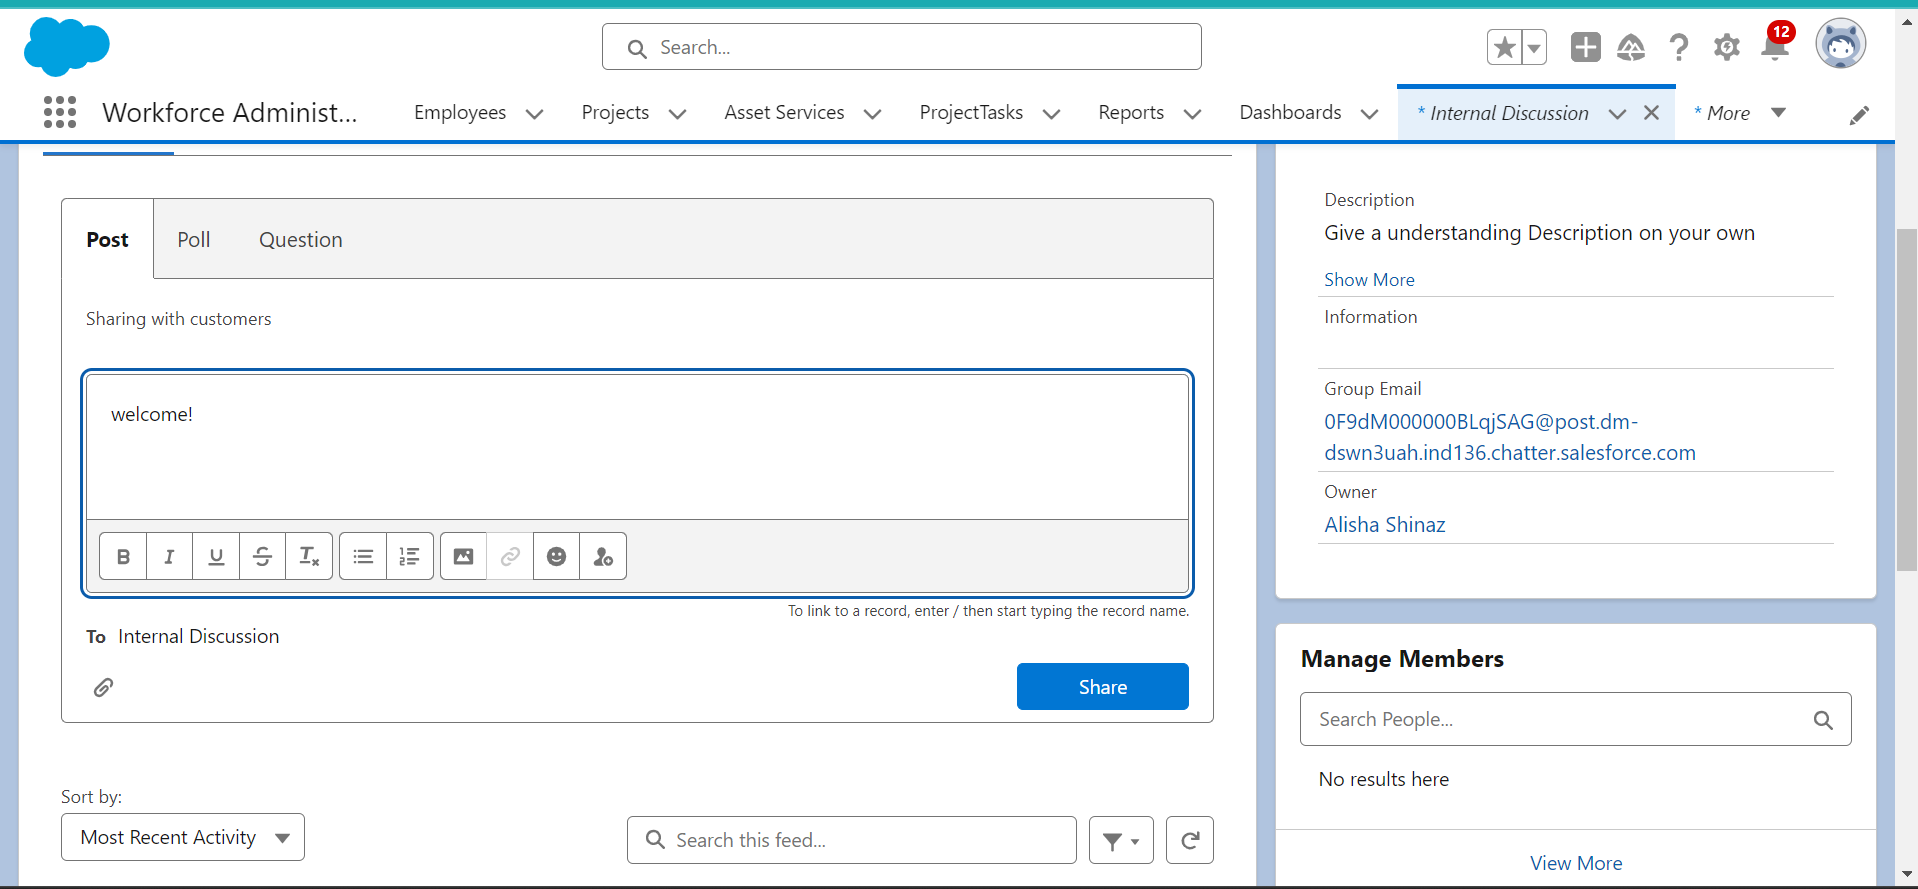 Search...
12
Workforce Administ...
Employees
Projects
Asset Services
ProjectTasks
Reports
Dashboards
* Internal Discussion
* More
Post
Poll
Question
Sharing with customers
welcome!
To link to a record, enter / then start typing the record name.
To Internal Discussion
Share
Sort by:
Most Recent Activity
Search this feed...
Description
Give a understanding Description on your own
Show More
Information
Group Email
0F9dM000000BLqjSAG@post.dm-
dswn3uah.ind136.chatter.salesforce.com
Owner
Alisha Shinaz
Manage Members
Search People...
No results here
View More